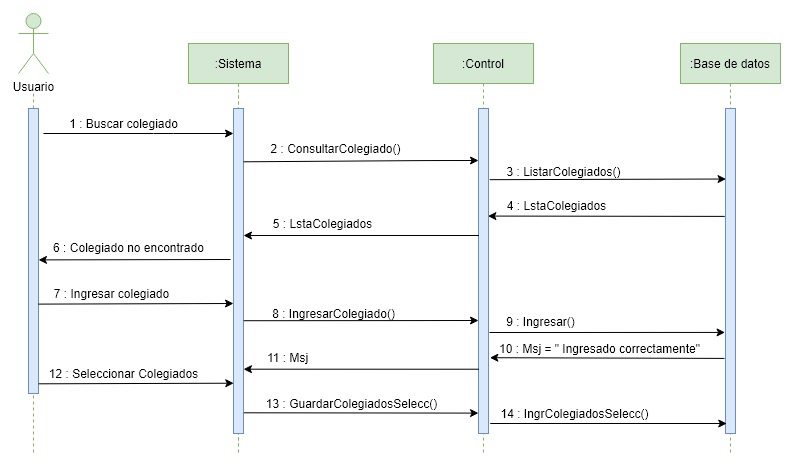 :Sistema
:Control
:Base de datos
Usuario
1 : Buscar colegiado
2 : ConsultarColegiado()
3 : ListarColegiados()
4 : LstaColegiados
5 : LstaColegiados
6 : Colegiado no encontrado
7 : Ingresar colegiado
8 : IngresarColegiado()
9 : Ingresar()
10 : Msj = " Ingresado correctamente"
11 : Msj
12 : Seleccionar Colegiados
13 : GuardarColegiadosSelecc()
14 : IngrColegiadosSelecc()